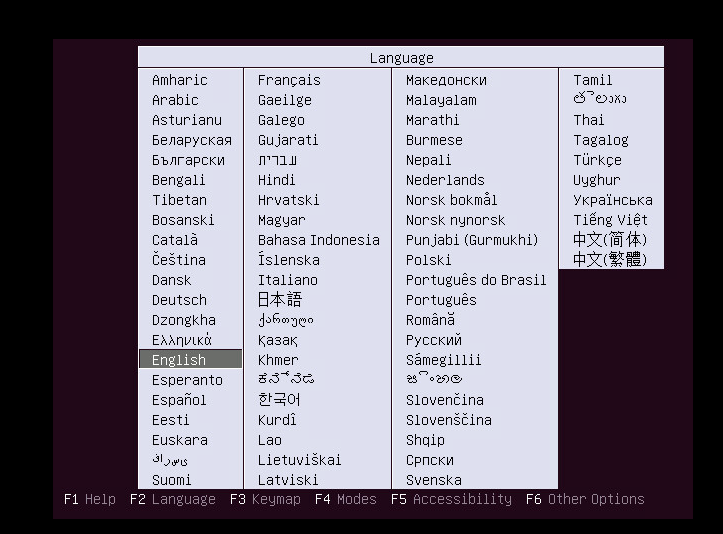 Language
Amharic
Arabic
Asturianu
Беларуская
Български
Bengali
Tibetan
Bosanski
Català
Čeština
Dansk
Deutsch
Dzongkha
Ελληνικά
English
Esperanto
Español
Eesti
Euskara
فارسی
Suomi
Français
Gaeilge
Galego
Gujarati
עברית
Hindi
Hrvatski
Magyar
Bahasa Indonesia
Íslenska
Italiano
日本語
ქართული
Қазақ
Khmer
ಕನ್ನಡ
한국어
Kurdî
Lao
Lietuviškai
Latviski
Македонски
Malayalam
Marathi
Burmese
Nepali
Nederlands
Norsk bokmål
Norsk nynorsk
Punjabi (Gurmukhi)
Polski
Português do Brasil
Português
Română
Русский
Sámegillii
සිංහල
Slovenčina
Slovenščina
Shqip
Српски
Svenska
Tamil
తెలుగు
Thai
Tagalog
Türkçe
Uyghur
Українська
Tiếng Việt
中文(简体)
中文(繁體)
F1 Help F2 Language F3 Keymap F4 Modes F5 Accessibility F6 Other Options